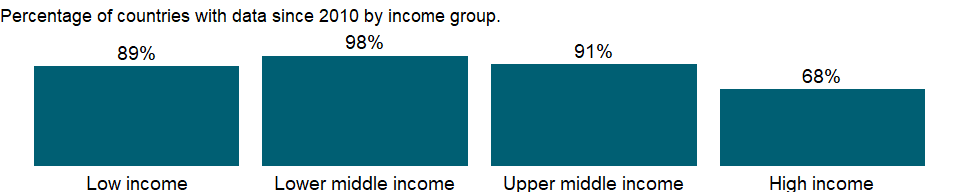 Percentage of countries with data since 2010 by income group.
89%
98%
91%
68%
Low income
Lower middle income
Upper middle income
High income